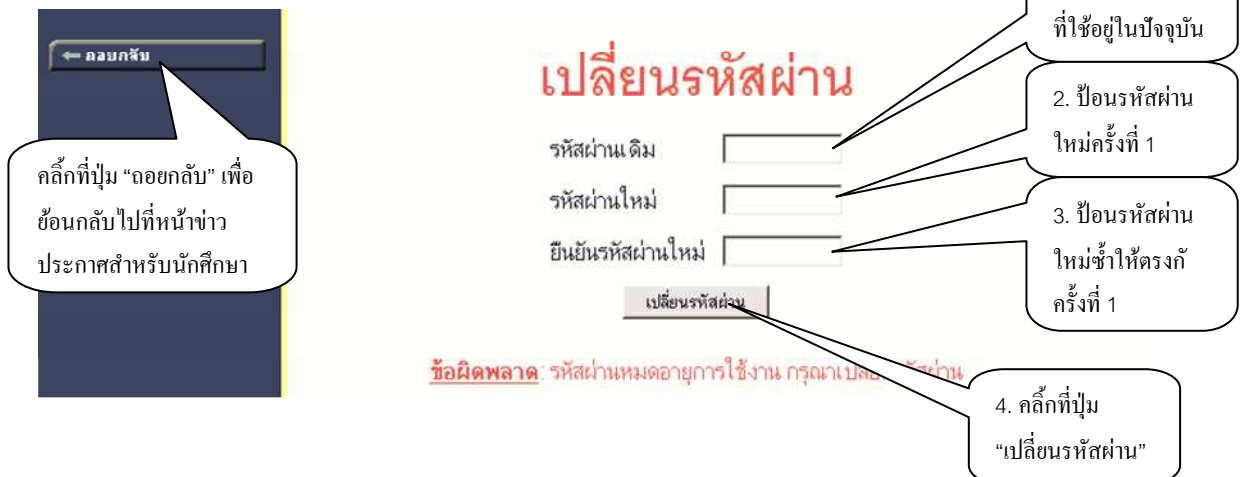 ถอยกลับ
คลิ้กที่ปุ่ม “ถอยกลับ” เพื่อ
ย้อนกลับไปที่หน้าข่าว
ประกาศสำหรับนักศึกษา
เปลี่ยนรหัสผ่าน
รหัสผ่านเดิม
รหัสผ่านใหม่
ยืนยันรหัสผ่านใหม่
เปลี่ยนรหัสผ่าน
ข้อผิดพลาด: รหัสผ่านหมดอายุการใช้งาน กรุณาเปลี่ยนรหัสผ่าน
ที่ใช้อยู่ในปัจจุบัน
2. ป้อนรหัสผ่าน
ใหม่ครั้งที่ 1
3. ป้อนรหัสผ่าน
ใหม่ซ้ำให้ตรงกั
ครั้งที่ 1
4. คลิ้กที่ปุ่ม
“เปลี่ยนรหัสผ่าน”